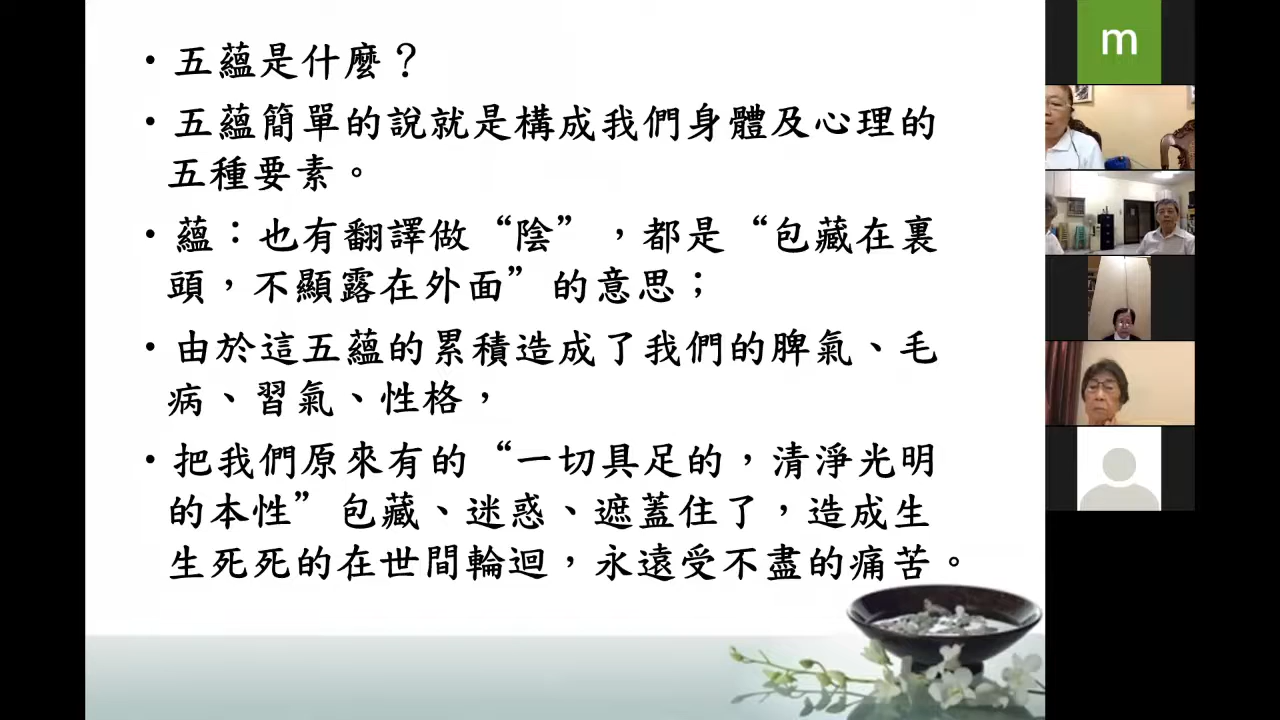 • 五蘊是什麼？
• 五蘊簡單的說就是構成我們身體及心理的
五種要素。
• 蘊：也有翻譯做“陰”，都是“包藏在裏
頭，不顯露在外面”的意思；
• 由於這五蘊的累積造成了我們的脾氣、毛
病、習氣、性格，
• 把我們原來有的“一切具足的，清淨光明
的本性”包藏、迷惑、遮蓋住了，造成生
生死死的在世間輪迴，永遠受不盡的痛苦。
m